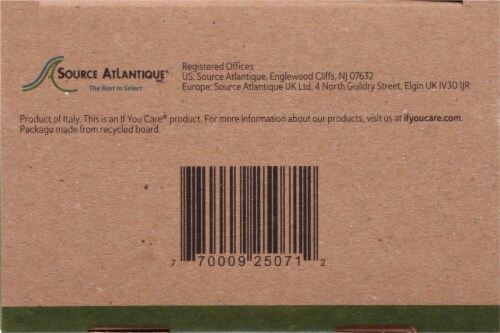 SOURCE ATLANTIQUE®
INC.
The Best in Select
Registered Offices
US: Source Atlantique, Englewood Cliffs, NJ 07632
Europe: Source Atlantique UK Ltd, 4 North Guildry Street, Elgin UK IV30 1JR
Product of Italy. This is an If You Care® product. For more information about our products, visit us at ifyoucare.com.
Package made from recycled board.
7 70009 25071 2